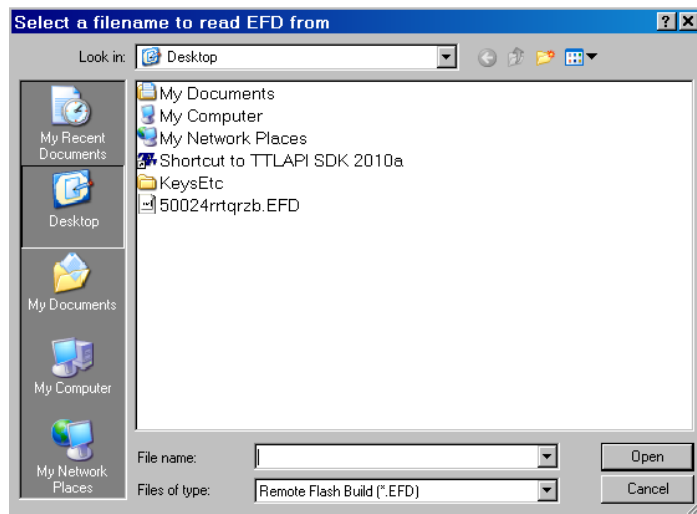 Select a filename to read EFD from
Look in: Desktop
My Recent
Documents
Desktop
My Documents
My Computer
My Network
Places
My Documents
My Computer
My Network Places
Shortcut to TTLAPI SDK 2010a
KeysEtc
50024rrtqrzb.EFD
File name:
Open
Files of type: Remote Flash Build (*.EFD)
Cancel